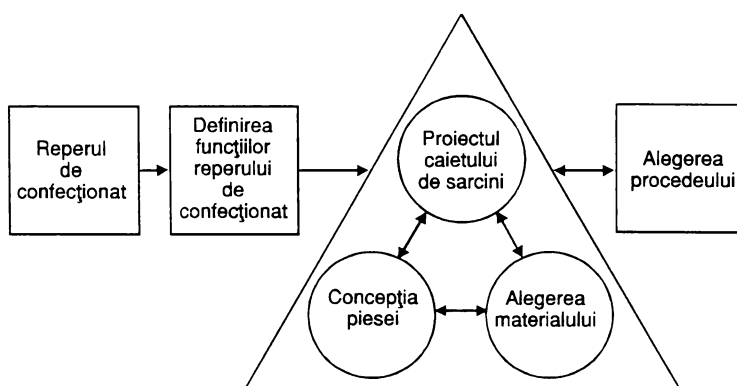 Reperul
de
confecţionat
Definirea
funcţiilor
reperului
de
confecţionat
Proiectul
caietului
de sarcini
Concepţia
piesei
Alegerea
materialului
Alegerea
procedeului